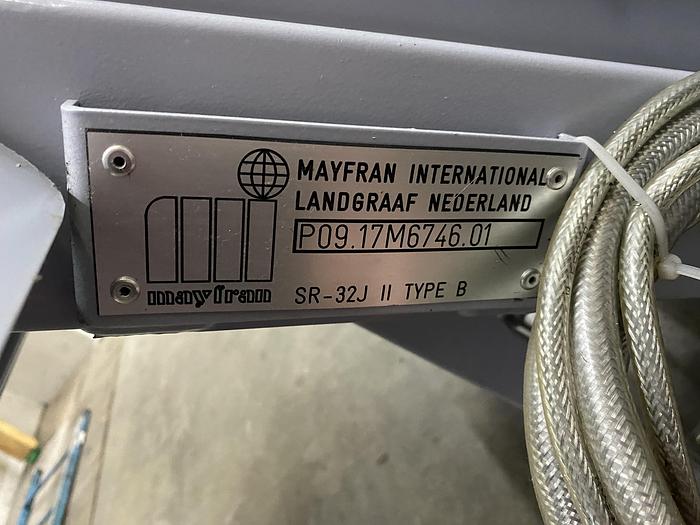 MAYFRAN INTERNATIONAL
LANDGRAAF NEDERLAND
P09.17M6746.01
mayfran
SR-32J II TYPE B